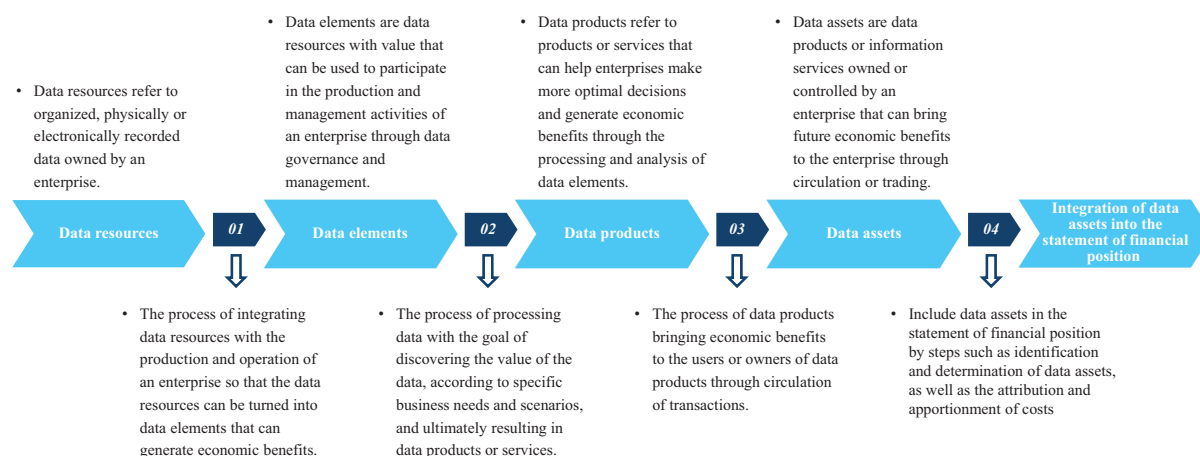 • Data resources refer to
organized, physically or
electronically recorded
data owned by an
enterprise.
• Data elements are data
resources with value that
can be used to participate
in the production and
management activities of
an enterprise through data
governance and
management.
• Data products refer to
products or services that
can help enterprises make
more optimal decisions
and generate economic
benefits through the
processing and analysis of
data elements.
• Data assets are data
products or information
services owned or
controlled by an
enterprise that can bring
future economic benefits
to the enterprise through
circulation or trading.
Data resources
01
Data elements
02
Data products
03
Data assets
04
Integration of data
assets into the
statement of financial
position
• The process of integrating
data resources with the
production and operation of
an enterprise so that the data
resources can be turned into
data elements that can
generate economic benefits.
• The process of processing
data with the goal of
discovering the value of the
data, according to specific
business needs and scenarios,
and ultimately resulting in
data products or services.
• The process of data products
bringing economic benefits
to the users or owners of data
products through circulation
of transactions.
• Include data assets in the
statement of financial position
by steps such as identification
and determination of data assets,
as well as the attribution and
apportionment of costs